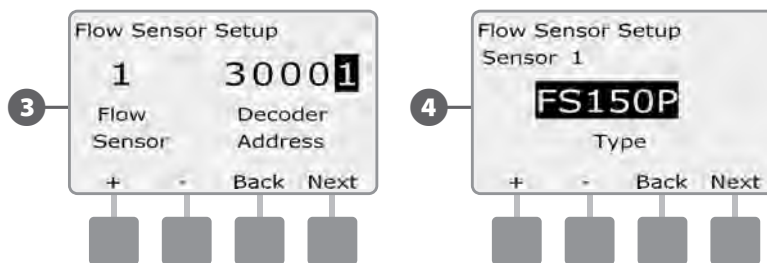 3
Flow Sensor Setup
1 30001
Flow Decoder
Sensor Address
+ - Back Next
4
Flow Sensor Setup
Sensor 1
FS150P
Type
+ - Back Next